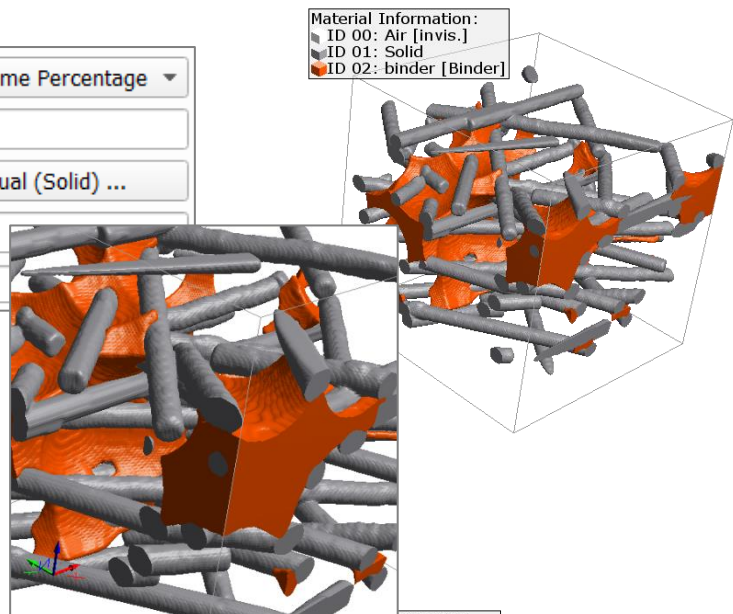 Material Information:
ID 00: Air [invis.]
ID 01: Solid
ID 02: binder [Binder]
me Percentage
ual (Solid) ...